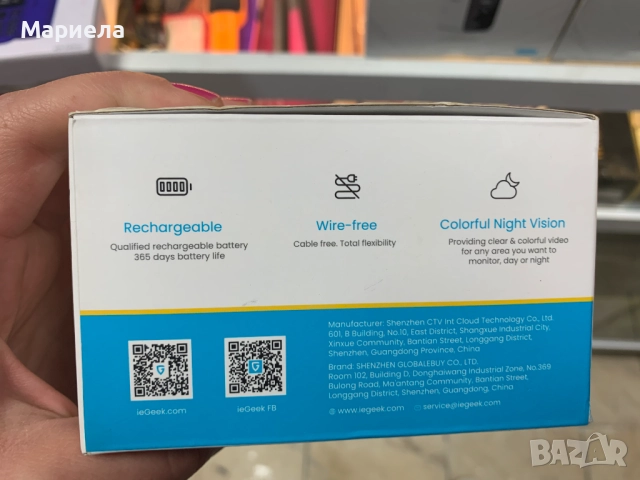 Мариела
Rechargeable
Qualified rechargeable battery
365 days battery life
Wire-free
Cable free. Total flexibility
Colorful Night Vision
Providing clear & colorful video
for any area you want to
monitor, day or night
Manufacturer: Shenzhen CTV Int Cloud Technology Co., Ltd.
601, B Building, No.10, East District, Shangxue Industrial City,
Xinxue Community, Bantian Street, Longgang District,
Shenzhen, Guangdong Province, China
Brand: SHENZHEN GLOBALEBUY CO., LTD.
Room 102, Building D, Donghaiwang Industrial Zone, No.369
Bulong Road, Ma'antang Community, Bantian Street,
Longgang District, Shenzhen, Guangdong, China
www.iegeek.com service@iegeek.com
ieGeek.com
ieGeek FB
BAZAR